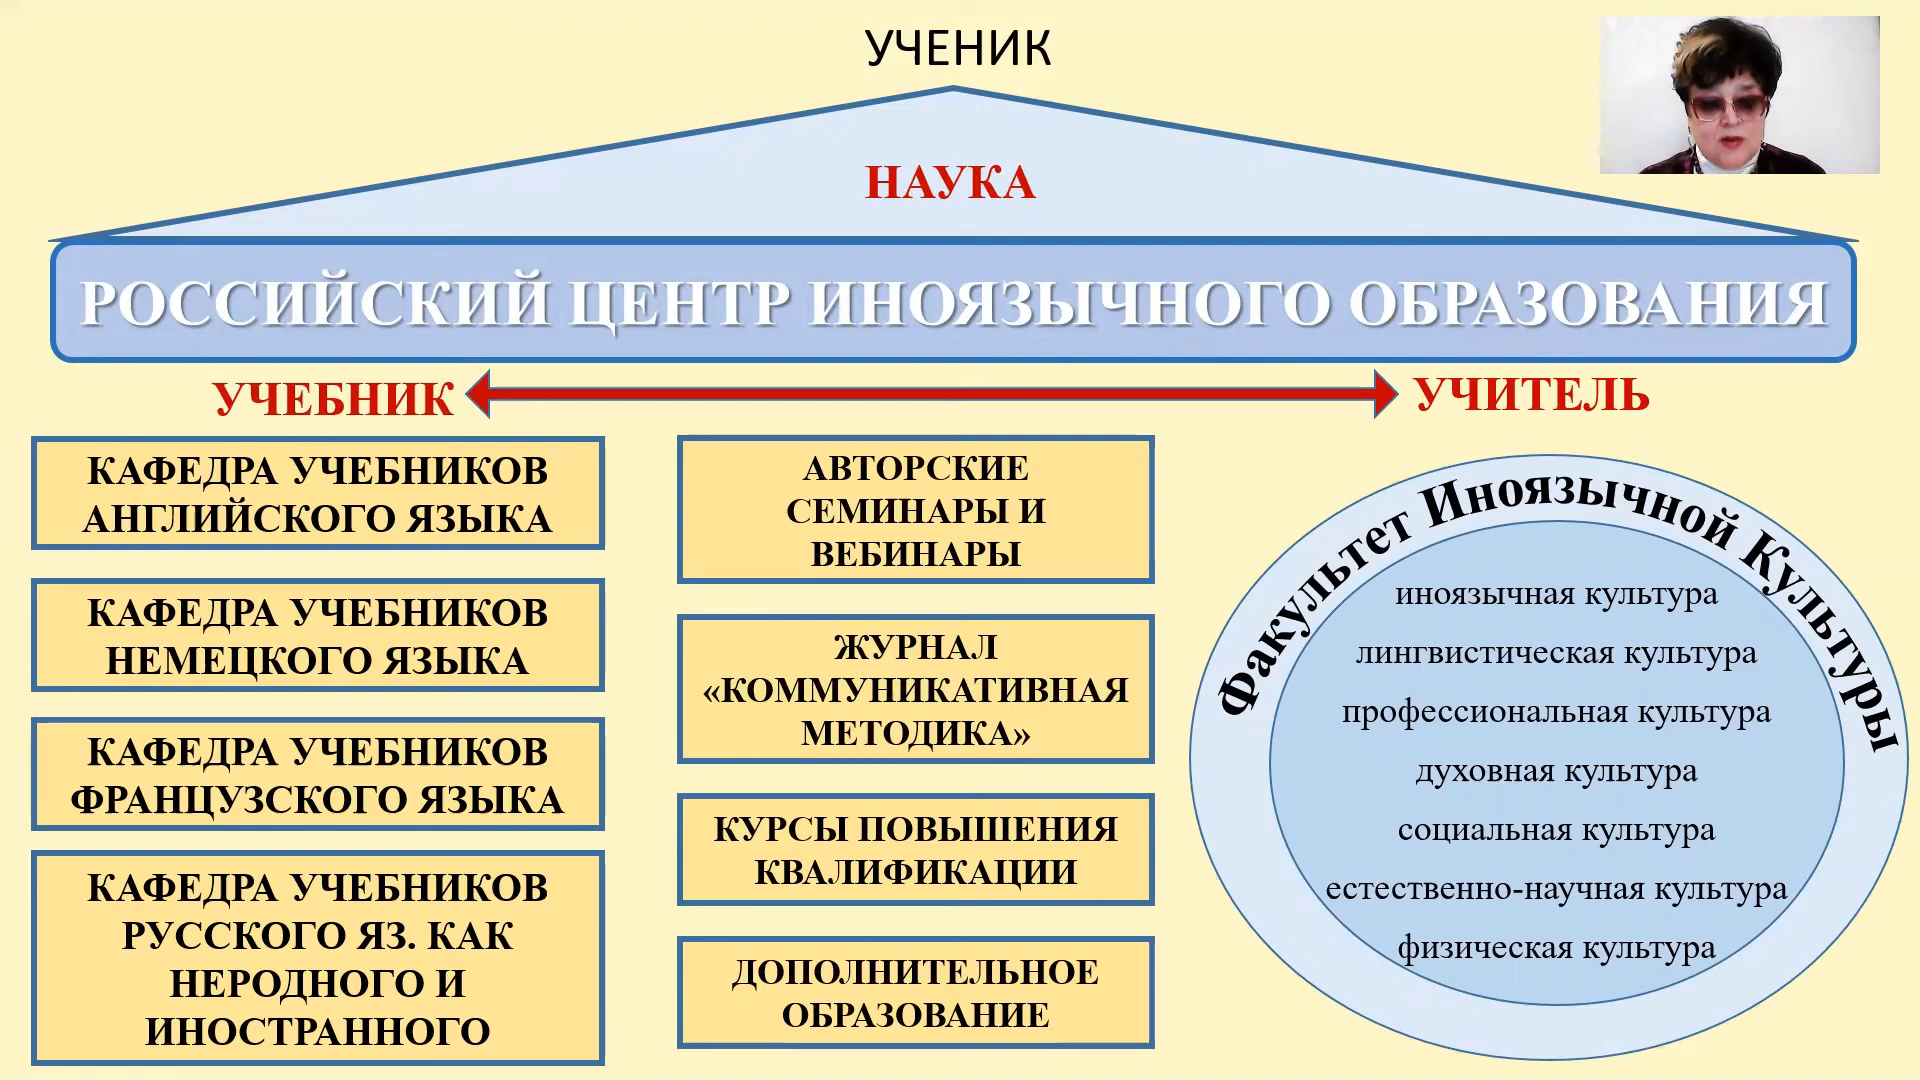 УЧЕНИК
НАУКА
РОССИЙСКИЙ ЦЕНТР ИНОЯЗЫЧНОГО ОБРАЗОВАНИЯ
УЧЕБНИК
УЧИТЕЛЬ
КАФЕДРА УЧЕБНИКОВ
АНГЛИЙСКОГО ЯЗЫКА
КАФЕДРА УЧЕБНИКОВ
НЕМЕЦКОГО ЯЗЫКА
КАФЕДРА УЧЕБНИКОВ
ФРАНЦУЗСКОГО ЯЗЫКА
КАФЕДРА УЧЕБНИКОВ
РУССКОГО ЯЗ. КАК
НЕРОДНОГО И
ИНОСТРАННОГО
АВТОРСКИЕ
СЕМИНАРЫ И
ВЕБИНАРЫ
ЖУРНАЛ
«КОММУНИКАТИВНАЯ
МЕТОДИКА»
КУРСЫ ПОВЫШЕНИЯ
КВАЛИФИКАЦИИ
ДОПОЛНИТЕЛЬНОЕ
ОБРАЗОВАНИЕ
Факультет Иноязычной Культуры
иноязычная культура
лингвистическая культура
профессиональная культура
духовная культура
социальная культура
естественно-научная культура
физическая культура